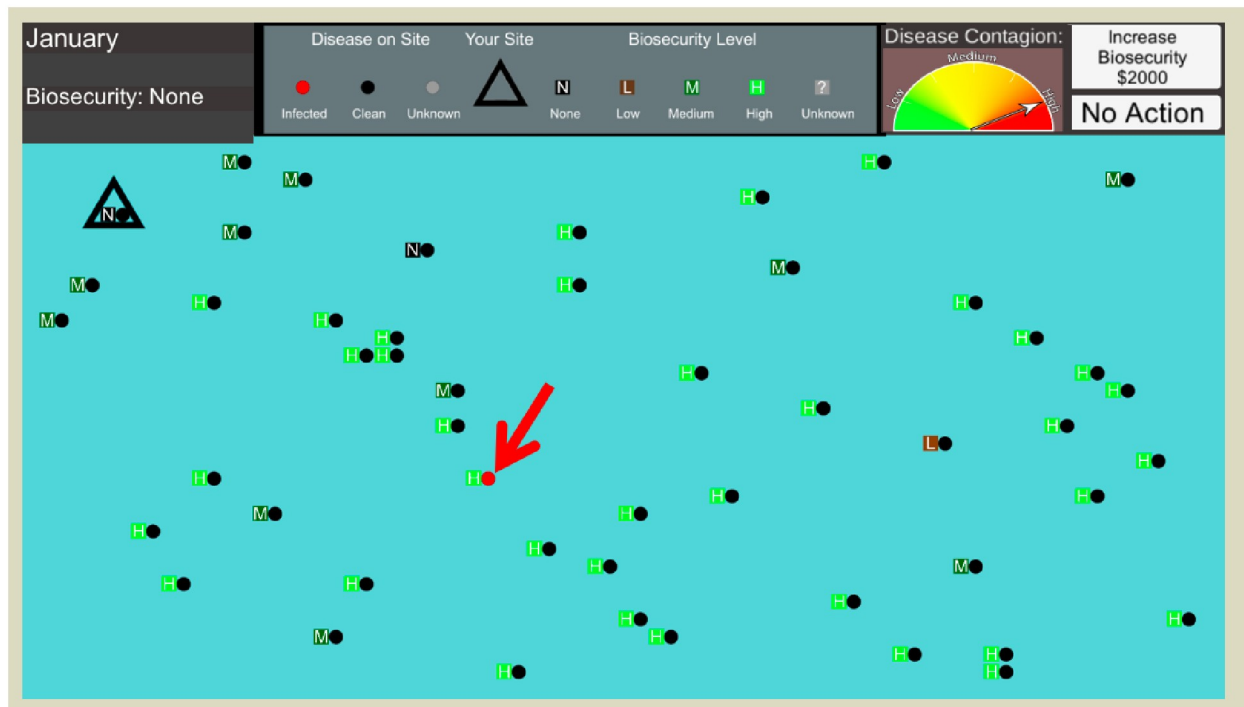 January
Biosecurity: None
Disease on Site
Your Site
Biosecurity Level
N
L
M
H
?
Infected
Clean
Unknown
None
Low
Medium
High
Unknown
Disease Contagion:
Low
Medium
High
Increase
Biosecurity
$2000
No Action
M H
M M
H
N
M H
N
M
M H
H H
M H
H H
H H
H H
M H
H
H H
L
H
H H
H H
M H
H
H
H M
H H
H
H H
M H
H H
H H